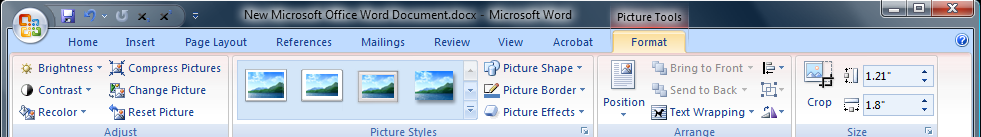 New Microsoft Office Word Document.docx - Microsoft Word
Picture Tools
Home Insert Page Layout References Mailings Review View Acrobat Format
Brightness Compress Pictures Picture Shape Bring to Front 1.21"
Contrast Change Picture Picture Border Position Send to Back Crop
Recolor Reset Picture Picture Effects Text Wrapping 1.8"
Adjust Picture Styles Arrange Size